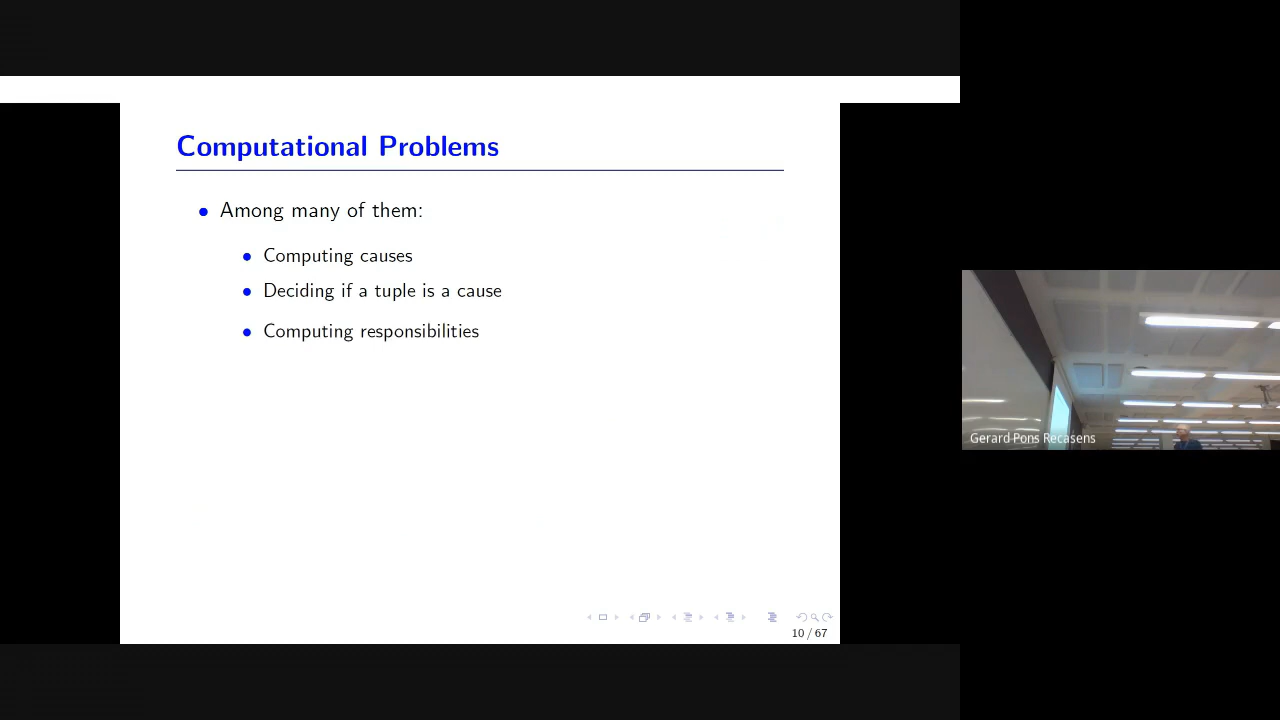 Computational Problems
Among many of them:
Computing causes
Deciding if a tuple is a cause
Computing responsibilities
10 / 67
Gerard Pons Recasens